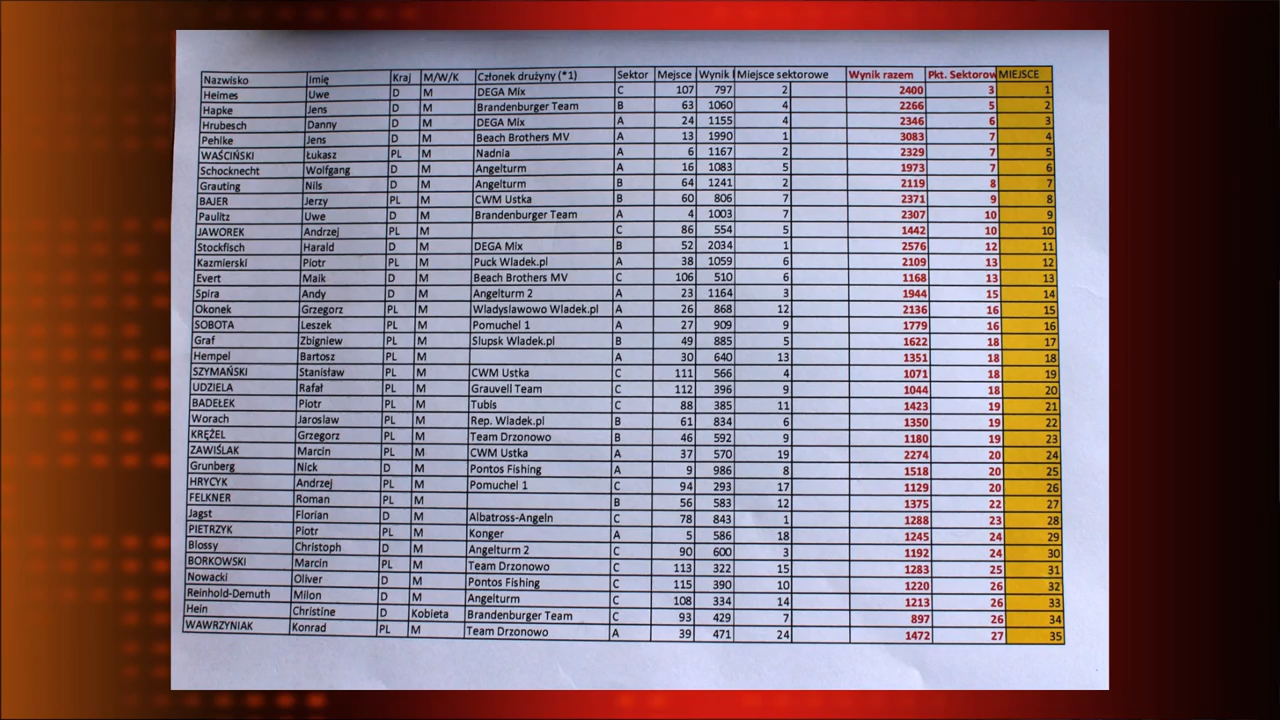 Nazwisko Imię Kraj M/W/K Członek drużyny (*1) Sektor Mejsce Wynik Miejsce sektorowe Wynik razem Pkt. Sektorow MIEJSCE
Heimes Uwe D M DEGA Mix C 107 797 2 2400 3 1
Hapke Jens D M Brandenburger Team B 63 1060 4 2266 5 2
Hrubesch Danny D M DEGA Mix A 24 1155 4 2346 6 3
Pehlke Jens D M Beach Brothers MV A 13 1990 1 3083 7 4
WAŚCIŃSKI Łukasz PL M Nadnia A 6 1167 2 2329 7 5
Schocknecht Wolfgang D M Angelturm A 16 1083 5 1973 7 6
Grauting Nils D M Angelturm B 64 1241 2 2119 8 7
BAJER Jerzy PL M CWM Ustka B 60 806 7 2371 9 8
Paulitz Uwe D M Brandenburger Team A 4 1003 7 2307 10 9
JAWOREK Andrzej PL M C 86 554 5 1442 10 10
Stockfisch Harald D M DEGA Mix B 52 2034 1 2576 12 11
Kazmierski Piotr PL M Puck Wladek.pl A 38 1059 6 2109 13 12
Evert Maik D M Beach Brothers MV C 106 510 6 1168 13 13
Spira Andy D M Angelturm 2 A 23 1164 3 1944 15 14
Okonek Grzegorz PL M Wladyslawowo Wladek.pl A 26 868 12 2136 16 15
SOBOTA Leszek PL M Pomuchel 1 A 27 909 9 1779 16 16
Graf Zbigniew PL M Slupsk Wladek.pl B 49 885 5 1622 18 17
Hempel Bartosz PL M A 30 640 13 1351 18 18
SZYMAŃSKI Stanisław PL M CWM Ustka C 111 566 4 1071 18 19
UDZIELA Rafał PL M Grauvell Team C 112 396 9 1044 18 20
BADEŁEK Piotr PL M Tubis C 88 385 11 1423 19 21
Worach Jaroslaw PL M Rep. Wladek.pl B 61 834 6 1350 19 22
KRĘŻEL Grzegorz PL M Team Drzonowo B 46 592 9 1180 19 23
ZAWIŚLAK Marcin PL M CWM Ustka A 37 570 19 2274 20 24
Grunberg Nick D M Pontos Fishing A 9 986 8 1518 20 25
HRYCYK Andrzej PL M Pomuchel 1 C 94 293 17 1129 20 26
FELKNER Roman PL M B 56 583 12 1375 22 27
Jagst Florian D M Albatross-Angeln C 78 843 1 1288 23 28
PIETRZYK Piotr PL M Konger A 5 586 18 1245 24 29
Blossy Christoph D M Angelturm 2 C 90 600 3 1192 24 30
BORKOWSKI Marcin PL M Team Drzonowo C 113 322 15 1283 25 31
Nowacki Oliver D M Pontos Fishing C 115 390 10 1220 26 32
Reinhold-Demuth Milon D M Angelturm C 108 334 14 1213 26 33
Hein Christine D Kobieta Brandenburger Team C 93 429 7 897 26 34
WAWRZYNIAK Konrad PL M Team Drzonowo A 39 471 24 1472 27 35